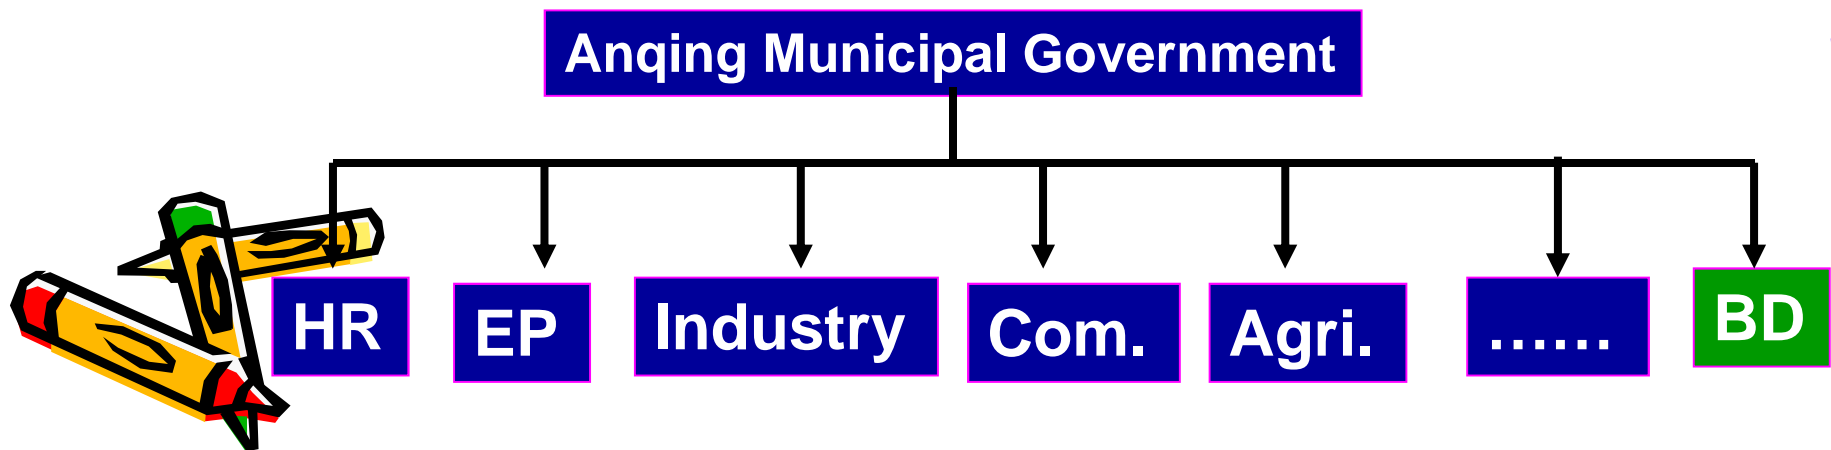 Anqing Municipal Government
HR
EP
Industry
Com.
Agri.
……
BD